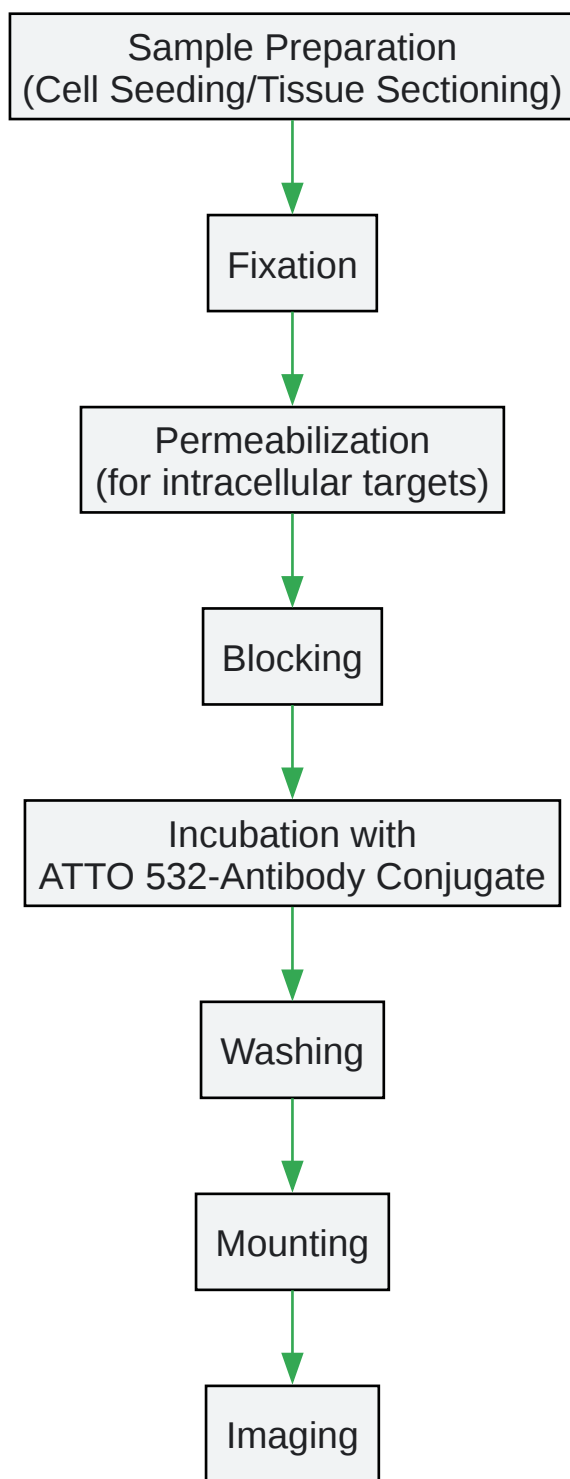 Sample Preparation
(Cell Seeding/Tissue Sectioning)
Fixation
Permeabilization
(for intracellular targets)
Blocking
Incubation with
ATTO 532-Antibody Conjugate
Washing
Mounting
Imaging